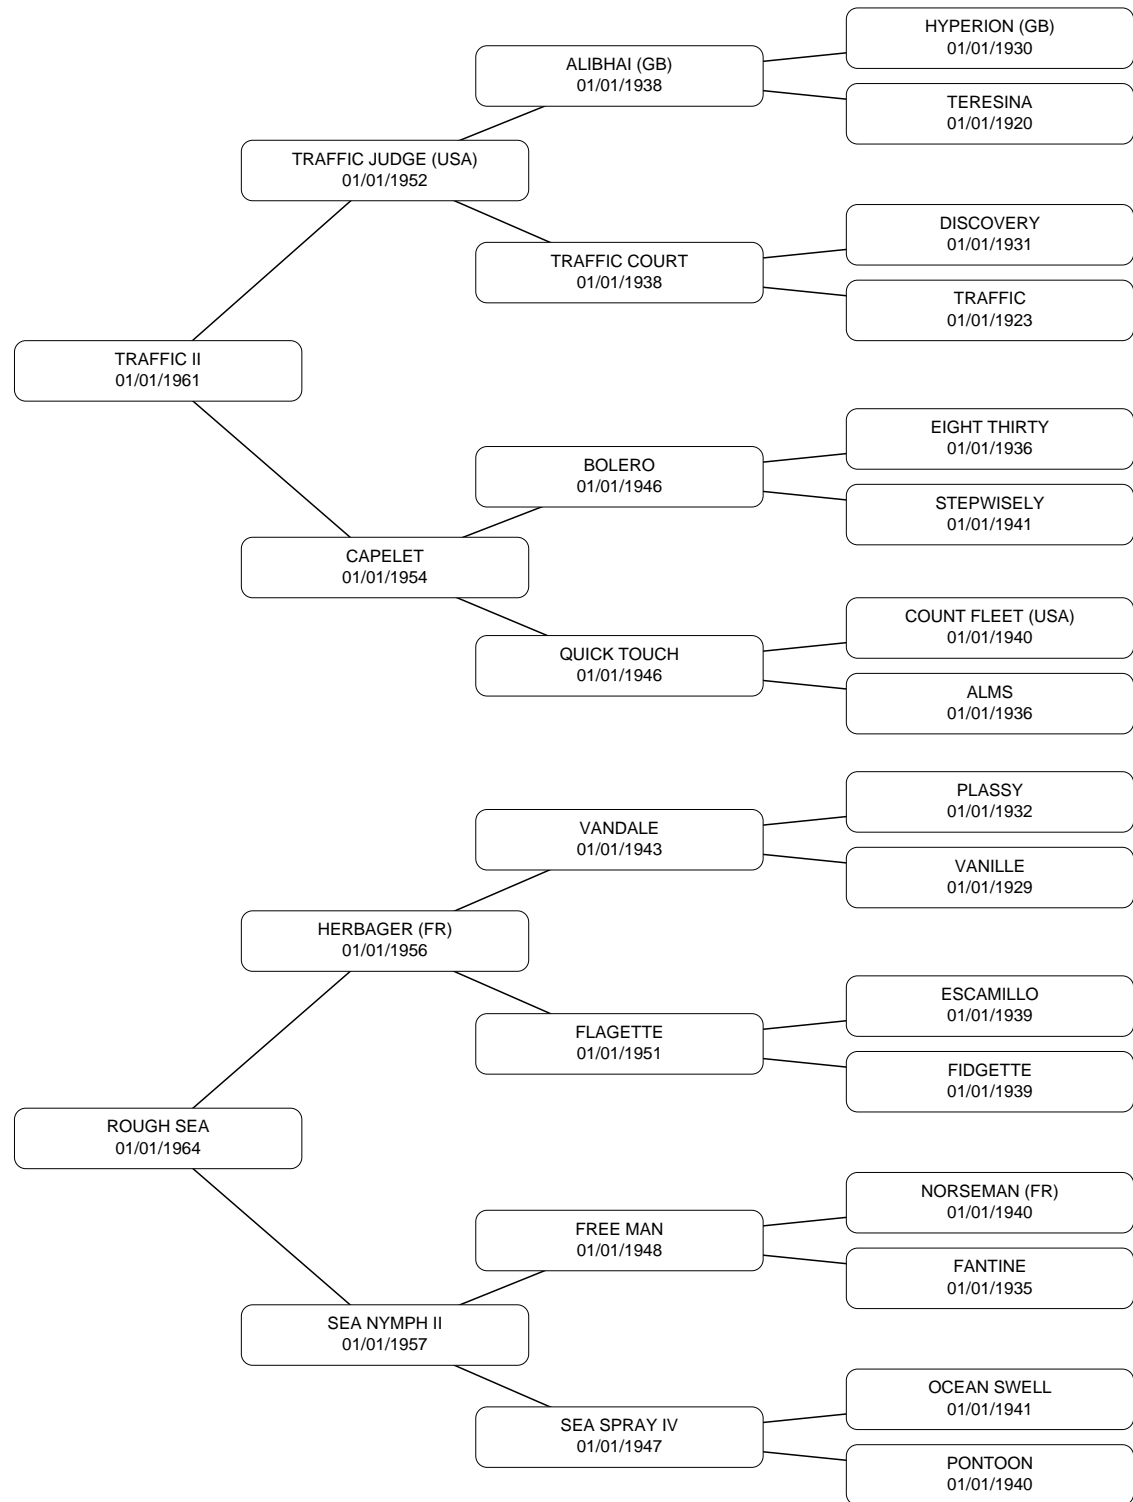 HYPERION (GB)
01/01/1930
ALIBHAI (GB)
01/01/1938
TERESINA
01/01/1920
TRAFFIC JUDGE (USA)
01/01/1952
DISCOVERY
01/01/1931
TRAFFIC COURT
01/01/1938
TRAFFIC
01/01/1923
TRAFFIC II
01/01/1961
EIGHT THIRTY
01/01/1936
BOLERO
01/01/1946
STEPWISELY
01/01/1941
CAPELET
01/01/1954
COUNT FLEET (USA)
01/01/1940
QUICK TOUCH
01/01/1946
ALMS
01/01/1936
PLASSY
01/01/1932
VANDALE
01/01/1943
VANILLE
01/01/1929
HERBAGER (FR)
01/01/1956
ESCAMILLO
01/01/1939
FLAGETTE
01/01/1951
FIDGETTE
01/01/1939
ROUGH SEA
01/01/1964
NORSEMAN (FR)
01/01/1940
FREE MAN
01/01/1948
FANTINE
01/01/1935
SEA NYMPH II
01/01/1957
OCEAN SWELL
01/01/1941
SEA SPRAY IV
01/01/1947
PONTOON
01/01/1940